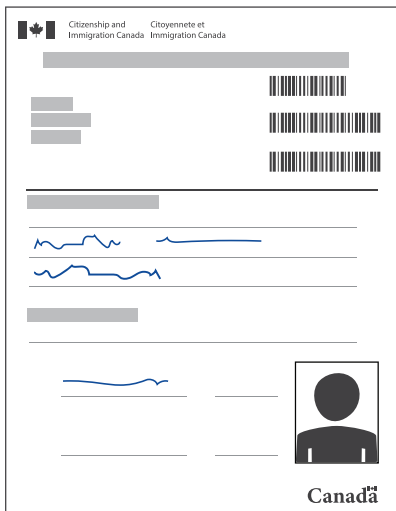 Citizenship and
Immigration Canada
Citoyennete et
Immigration Canada
Canada